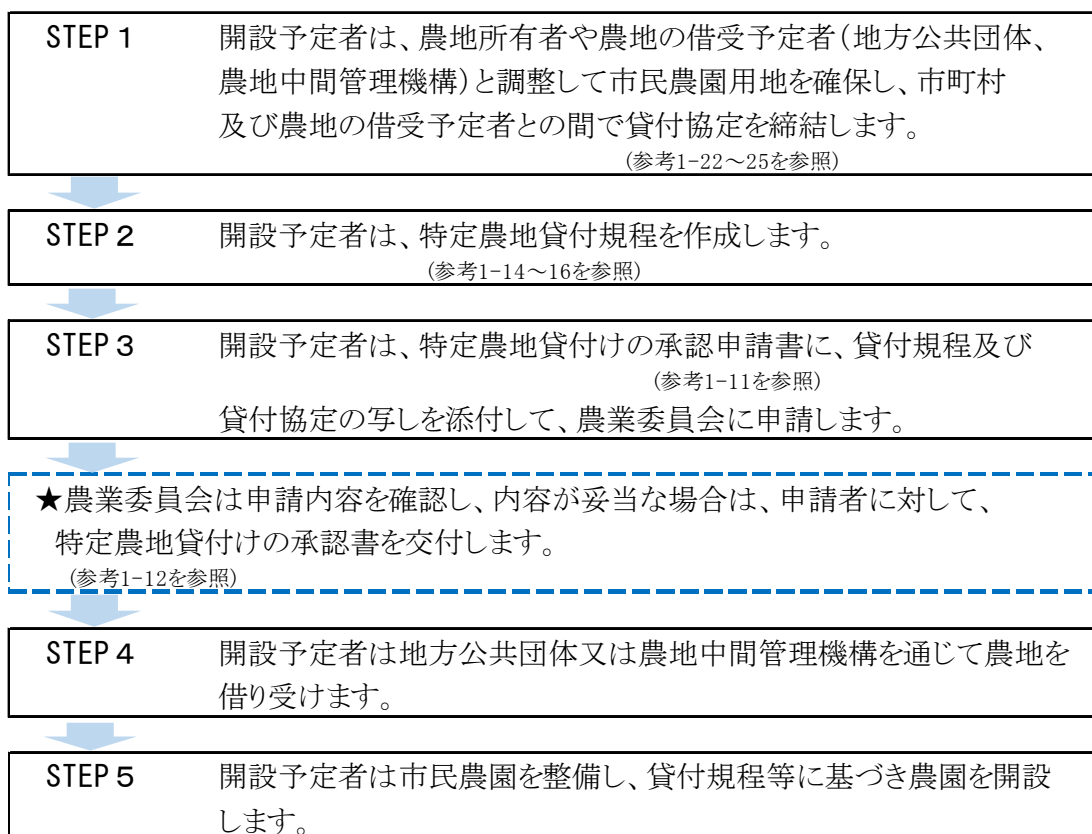 STEP 1 開設予定者は、農地所有者や農地の借受予定者（地方公共団体、
農地中間管理機構）と調整して市民農園用地を確保し、市町村
及び農地の借受予定者との間で貸付協定を締結します。
(参考1-22～25を参照)
STEP 2 開設予定者は、特定農地貸付規程を作成します。
(参考1-14～16を参照)
STEP 3 開設予定者は、特定農地貸付けの承認申請書に、貸付規程及び
(参考1-11を参照)
貸付協定の写しを添付して、農業委員会に申請します。
★農業委員会は申請内容を確認し、内容が妥当な場合は、申請者に対して、
特定農地貸付けの承認書を交付します。
(参考1-12を参照)
STEP 4 開設予定者は地方公共団体又は農地中間管理機構を通じて農地を
借り受けます。
STEP 5 開設予定者は市民農園を整備し、貸付規程等に基づき農園を開設
します。